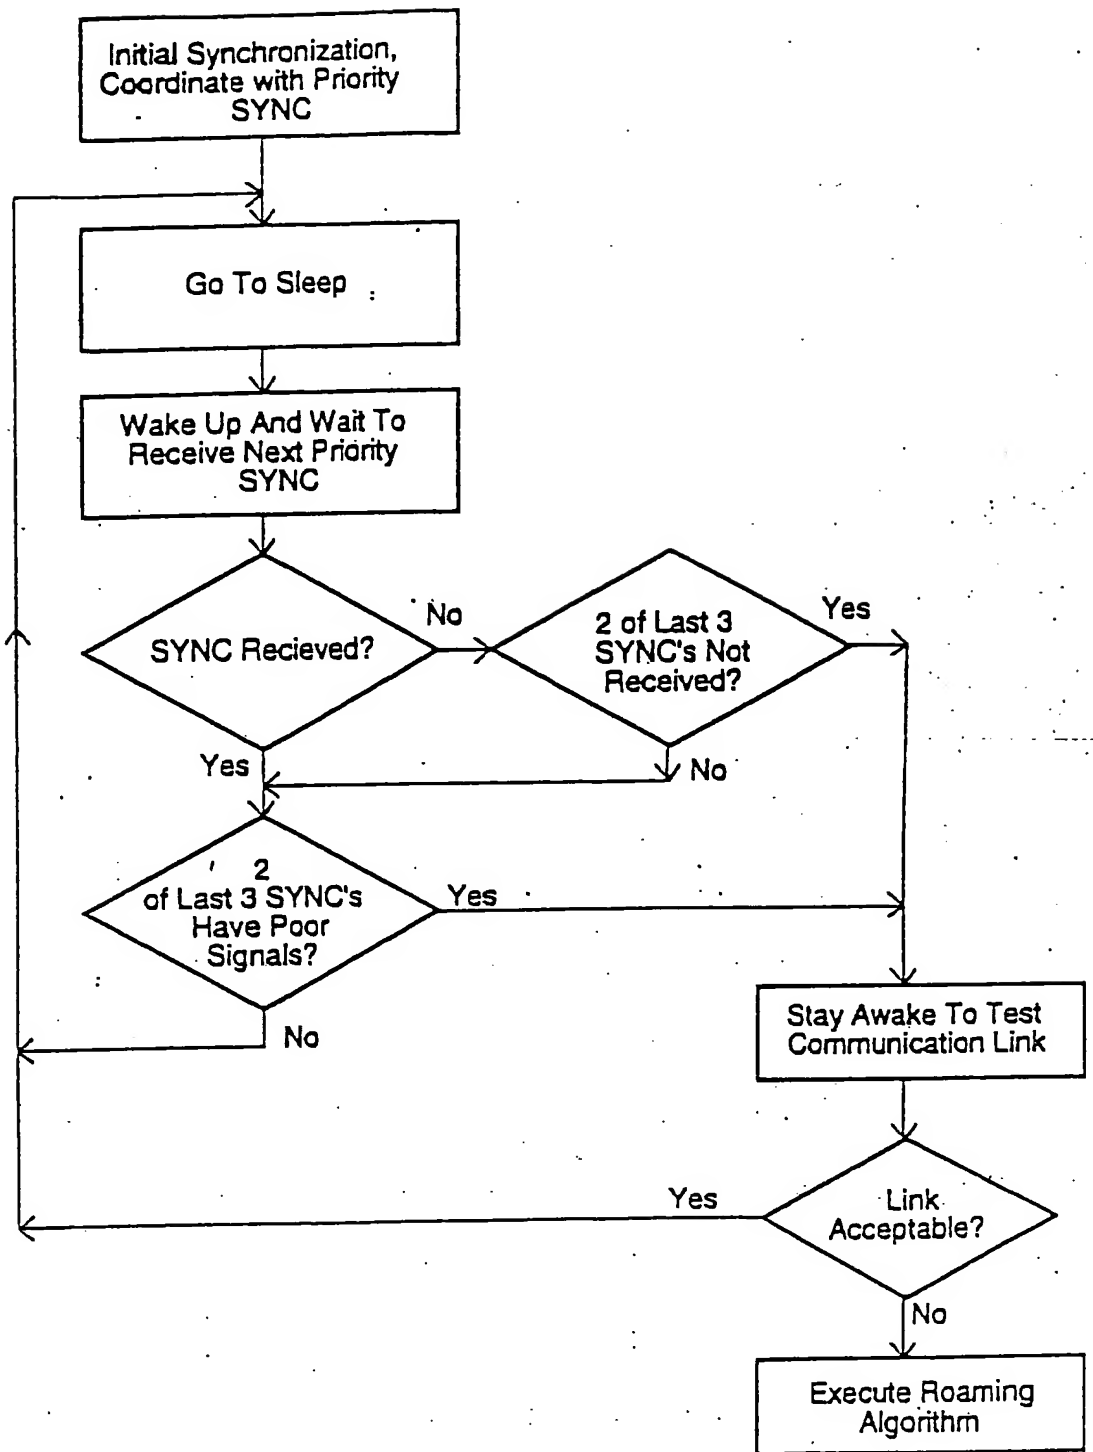 Initial Synchronization,
Coordinate with Priority
SYNC
Go To Sleep
Wake Up And Wait To
Receive Next Priority
SYNC
SYNC Recieved?
No
2 of Last 3
SYNC's Not
Received?
Yes
Yes
No
2
of Last 3 SYNC's
Have Poor
Signals?
Yes
No
Stay Awake To Test
Communication Link
Link
Acceptable?
Yes
No
Execute Roaming
Algorithm